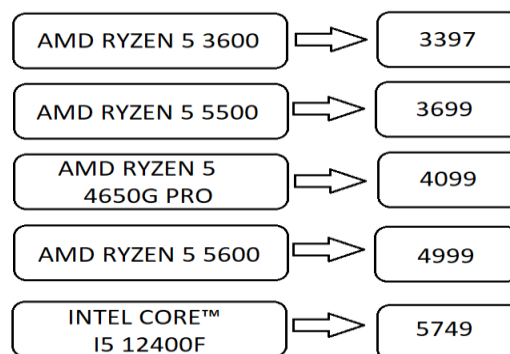 AMD RYZEN 5 3600
3397
AMD RYZEN 5 5500
3699
AMD RYZEN 5
4650G PRO
4099
AMD RYZEN 5 5600
4999
INTEL CORE™
I5 12400F
5749